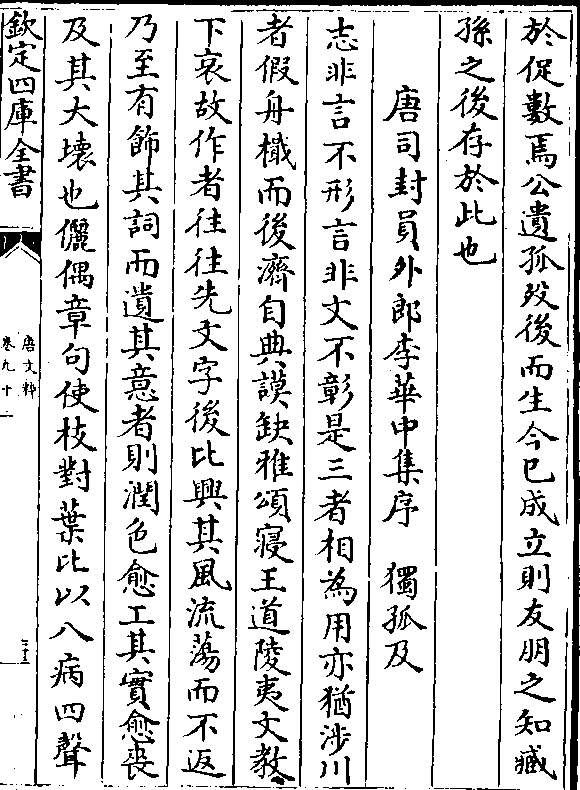 於促數焉公遺孤歿後而生今已成立則友朋之知臧
孫之後存於此也
唐司封員外郎李華中集序　獨孤及
志非言不形言非文不彰是三者相為用亦猶涉川
者假舟檝而後濟自典謨缺雅頌寢王道陵夷文教
下衰故作者往往先文字後比興其風流蕩而不返
乃至有飾其詞而遺其意者則潤色愈工其實愈喪
及其大壞也儷偶章句使枝對葉比以八病四聲
欽定四庫全書
唐文粹
卷九十一